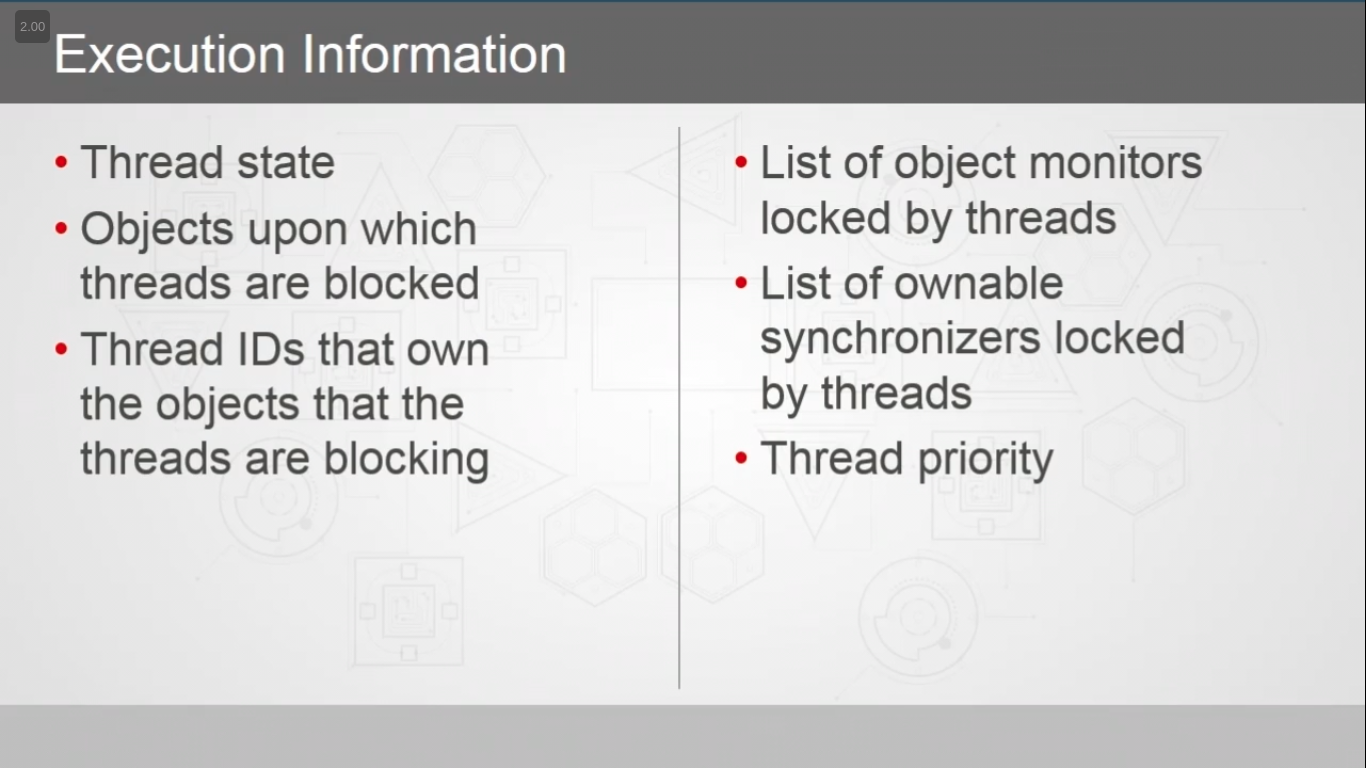 2.00
Execution Information
• Thread state
• Objects upon which
threads are blocked
• Thread IDs that own
the objects that the
threads are blocking
• List of object monitors
locked by threads
• List of ownable
synchronizers locked
by threads
• Thread priority